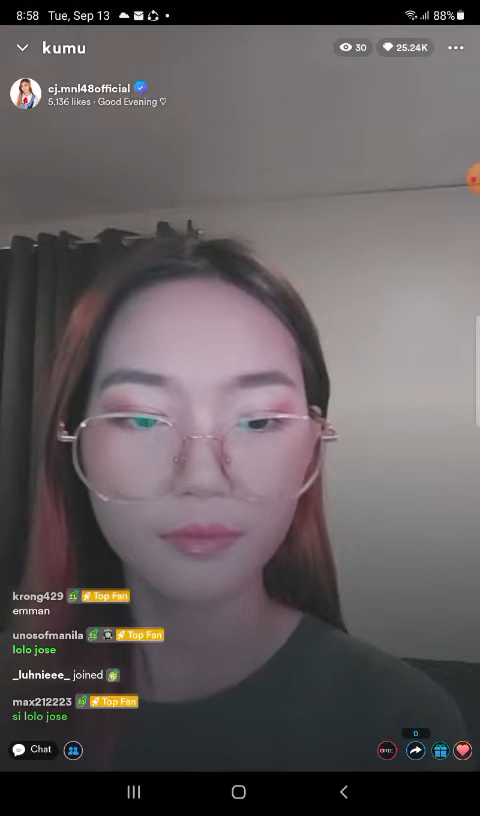 8:58 Tue, Sep 13 • 88%
kumu 30 25.24K
cj.mnl48official
5,136 likes · Good Evening ♡
krong429 Top Fan
emman
unosofmanila Top Fan
lolo jose
_luhnieee_ joined 6
max212223 Top Fan
si lolo jose
0
Chat